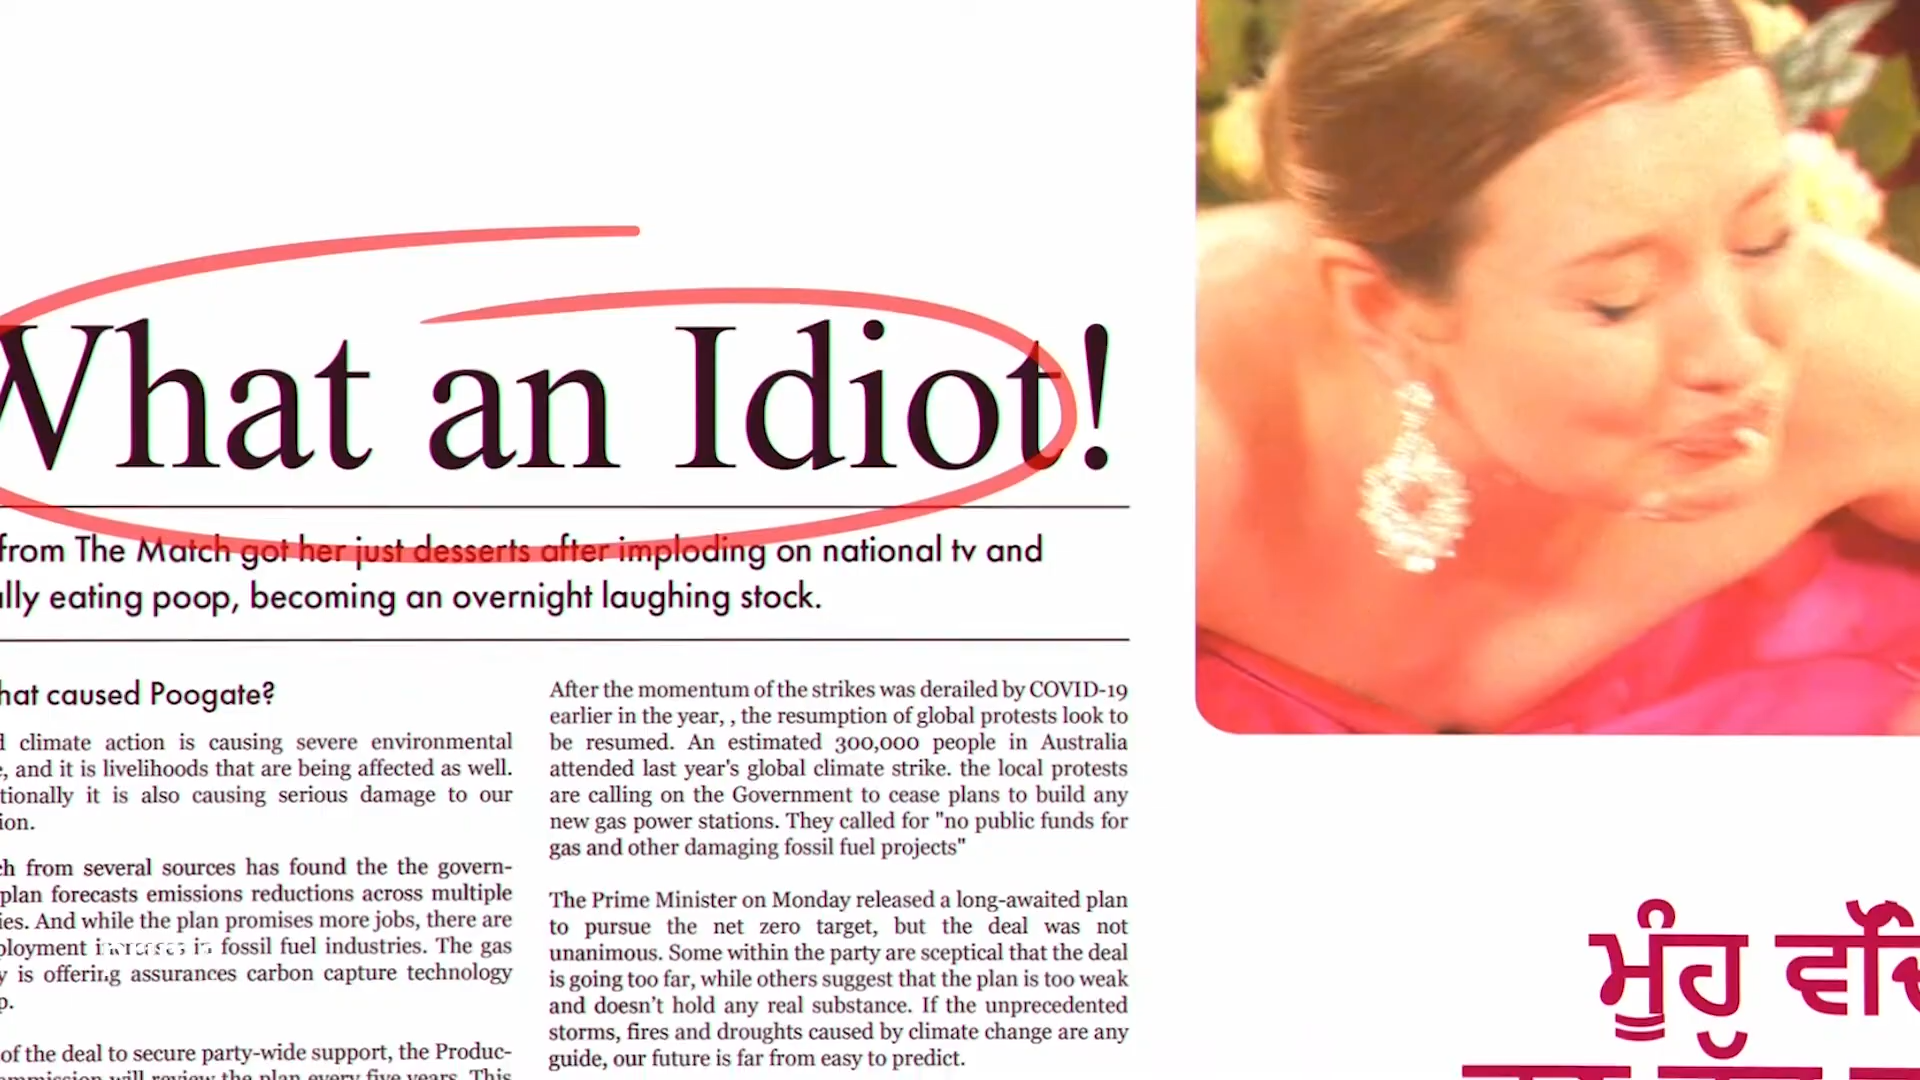 What an Idiot!
from The Match got her just desserts after imploding on national tv and
eating poop, becoming an overnight laughing stock.
caused Poogate?
climate action is causing severe environmental
and it is livelihoods that are being affected as well.
it is also causing serious damage to our
from several sources has found the the govern-
plan forecasts emissions reductions across multiple
And while the plan promises more jobs, there are
in fossil fuel industries. The gas
is offering assurances carbon capture technology
of the deal to secure party-wide support, the Produc-
will review the plan every five years. This
After the momentum of the strikes was derailed by COVID-19
earlier in the year, , the resumption of global protests look to
be resumed. An estimated 300,000 people in Australia
attended last year's global climate strike. the local protests
are calling on the Government to cease plans to build any
new gas power stations. They called for "no public funds for
gas and other damaging fossil fuel projects"
The Prime Minister on Monday released a long-awaited plan
to pursue the net zero target, but the deal was not
unanimous. Some within the party are sceptical that the deal
is going too far, while others suggest that the plan is too weak
and doesn't hold any real substance. If the unprecedented
storms, fires and droughts caused by climate change are any
guide, our future is far from easy to predict.
ਮੂੰਹ